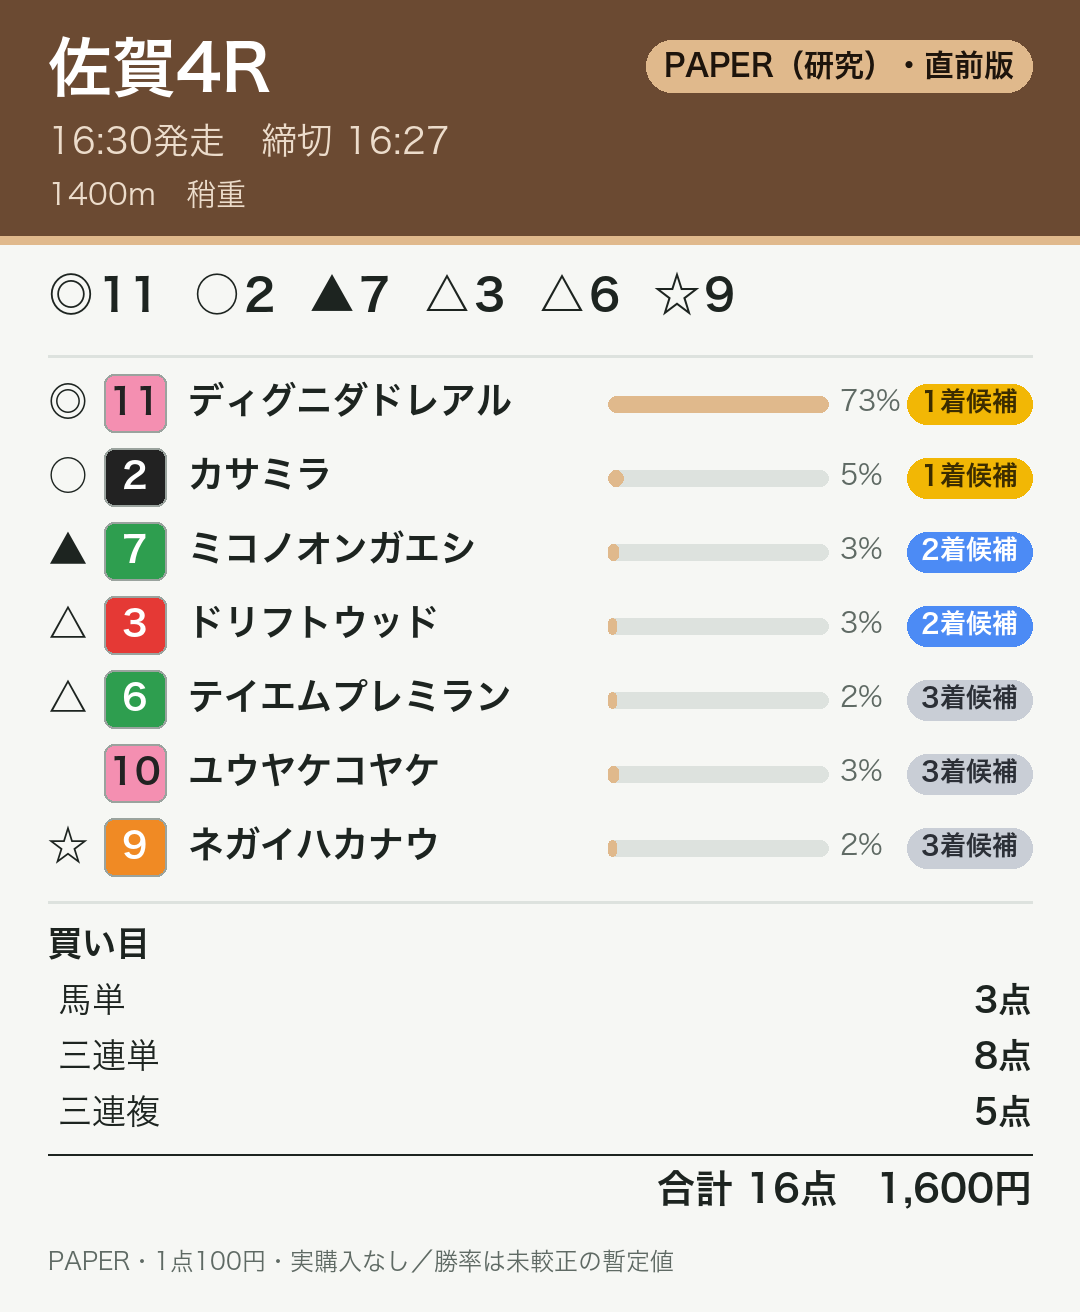 佐賀4R
PAPER（研究）・直前版
16:30発走　締切 16:27
1400m　稍重
◎11 ○2 ▲7 △3 △6 ☆9
◎ 11 ディグニダドレアル 73% 1着候補
○ 2 カサミラ 5% 1着候補
▲ 7 ミコノオンガエシ 3% 2着候補
△ 3 ドリフトウッド 3% 2着候補
△ 6 テイエムプレミラン 2% 3着候補
10 ユウヤケコヤケ 3% 3着候補
☆ 9 ネガイハカナウ 2% 3着候補
買い目
馬単 3点
三連単 8点
三連複 5点
合計 16点　1,600円
PAPER・1点100円・実購入なし／勝率は未較正の暫定値